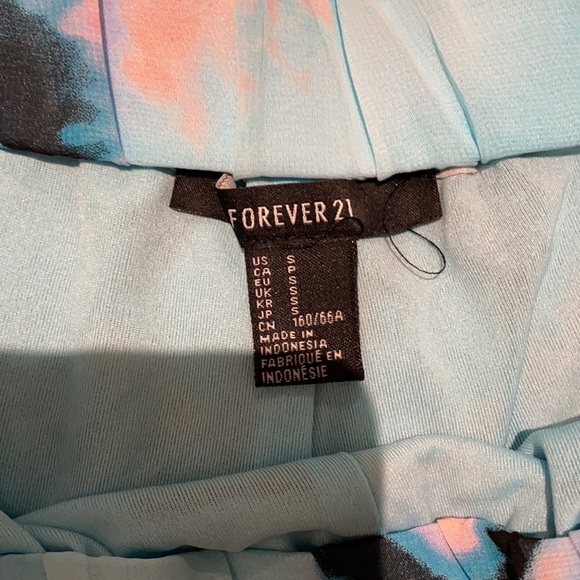 FOREVER 21
US S
CA P
EU S
UK S
KR S
JP S
CN 160/66A
MADE IN
INDONESIA
FABRIQUÉ EN
INDONÉSIE